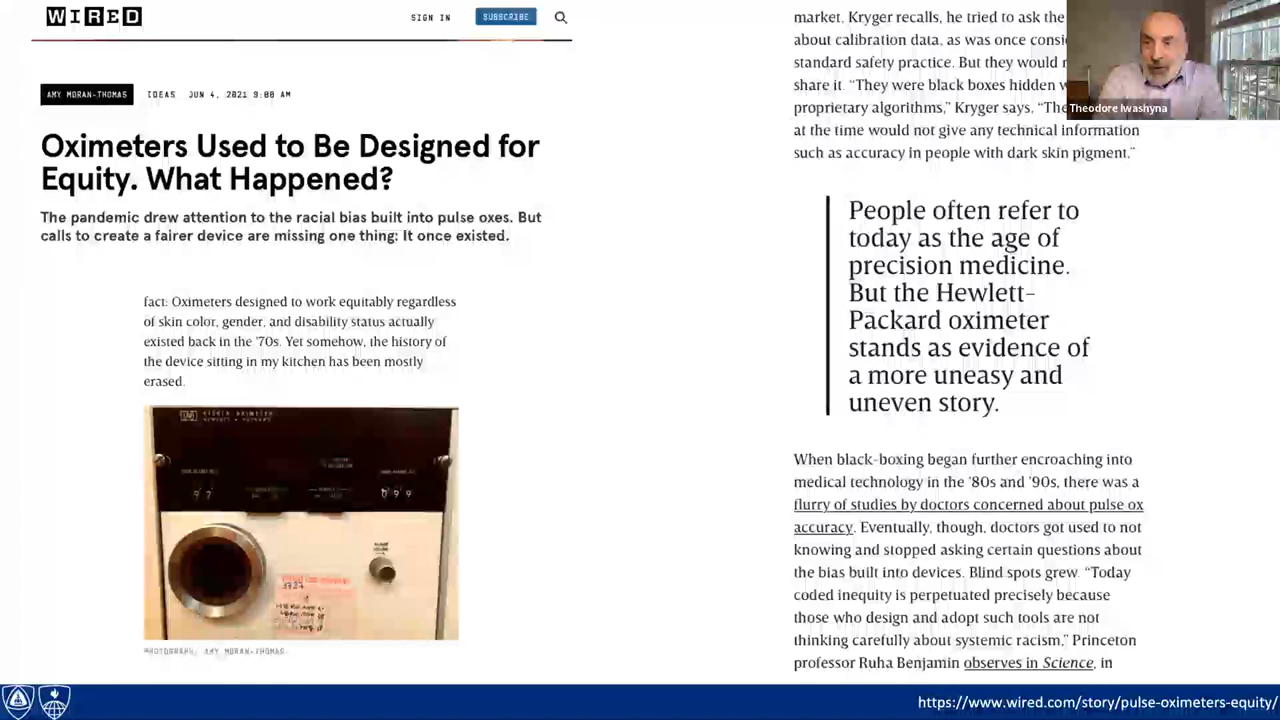 WIRED
SIGN IN
SUBSCRIBE
AMY MORAN-THOMAS
IDEAS
JUN 4, 2021 9:00 AM
Oximeters Used to Be Designed for
Equity. What Happened?
The pandemic drew attention to the racial bias built into pulse oxes. But
calls to create a fairer device are missing one thing: It once existed.
fact: Oximeters designed to work equitably regardless
of skin color, gender, and disability status actually
existed back in the '70s. Yet somehow, the history of
the device sitting in my kitchen has been mostly
erased.
97
099
PHOTOGRAPH: AMY MORAN-THOMAS
market. Kryger recalls, he tried to ask the
about calibration data, as was once
standard safety practice. But they would
share it. “They were black boxes hidden
proprietary algorithms,” Kryger says.
at the time would not give any technical information
such as accuracy in people with dark skin pigment.”
Theodore Iwashyna
People often refer to
today as the age of
precision medicine.
But the Hewlett-
Packard oximeter
stands as evidence of
a more uneasy and
uneven story.
When black-boxing began further encroaching into
medical technology in the ’80s and ’90s, there was a
flurry of studies by doctors concerned about pulse ox
accuracy. Eventually, though, doctors got used to not
knowing and stopped asking certain questions about
the bias built into devices. Blind spots grew. “Today
coded inequity is perpetuated precisely because
those who design and adopt such tools are not
thinking carefully about systemic racism,” Princeton
professor Ruha Benjamin observes in Science, in
https://www.wired.com/story/pulse-oximeters-equity/